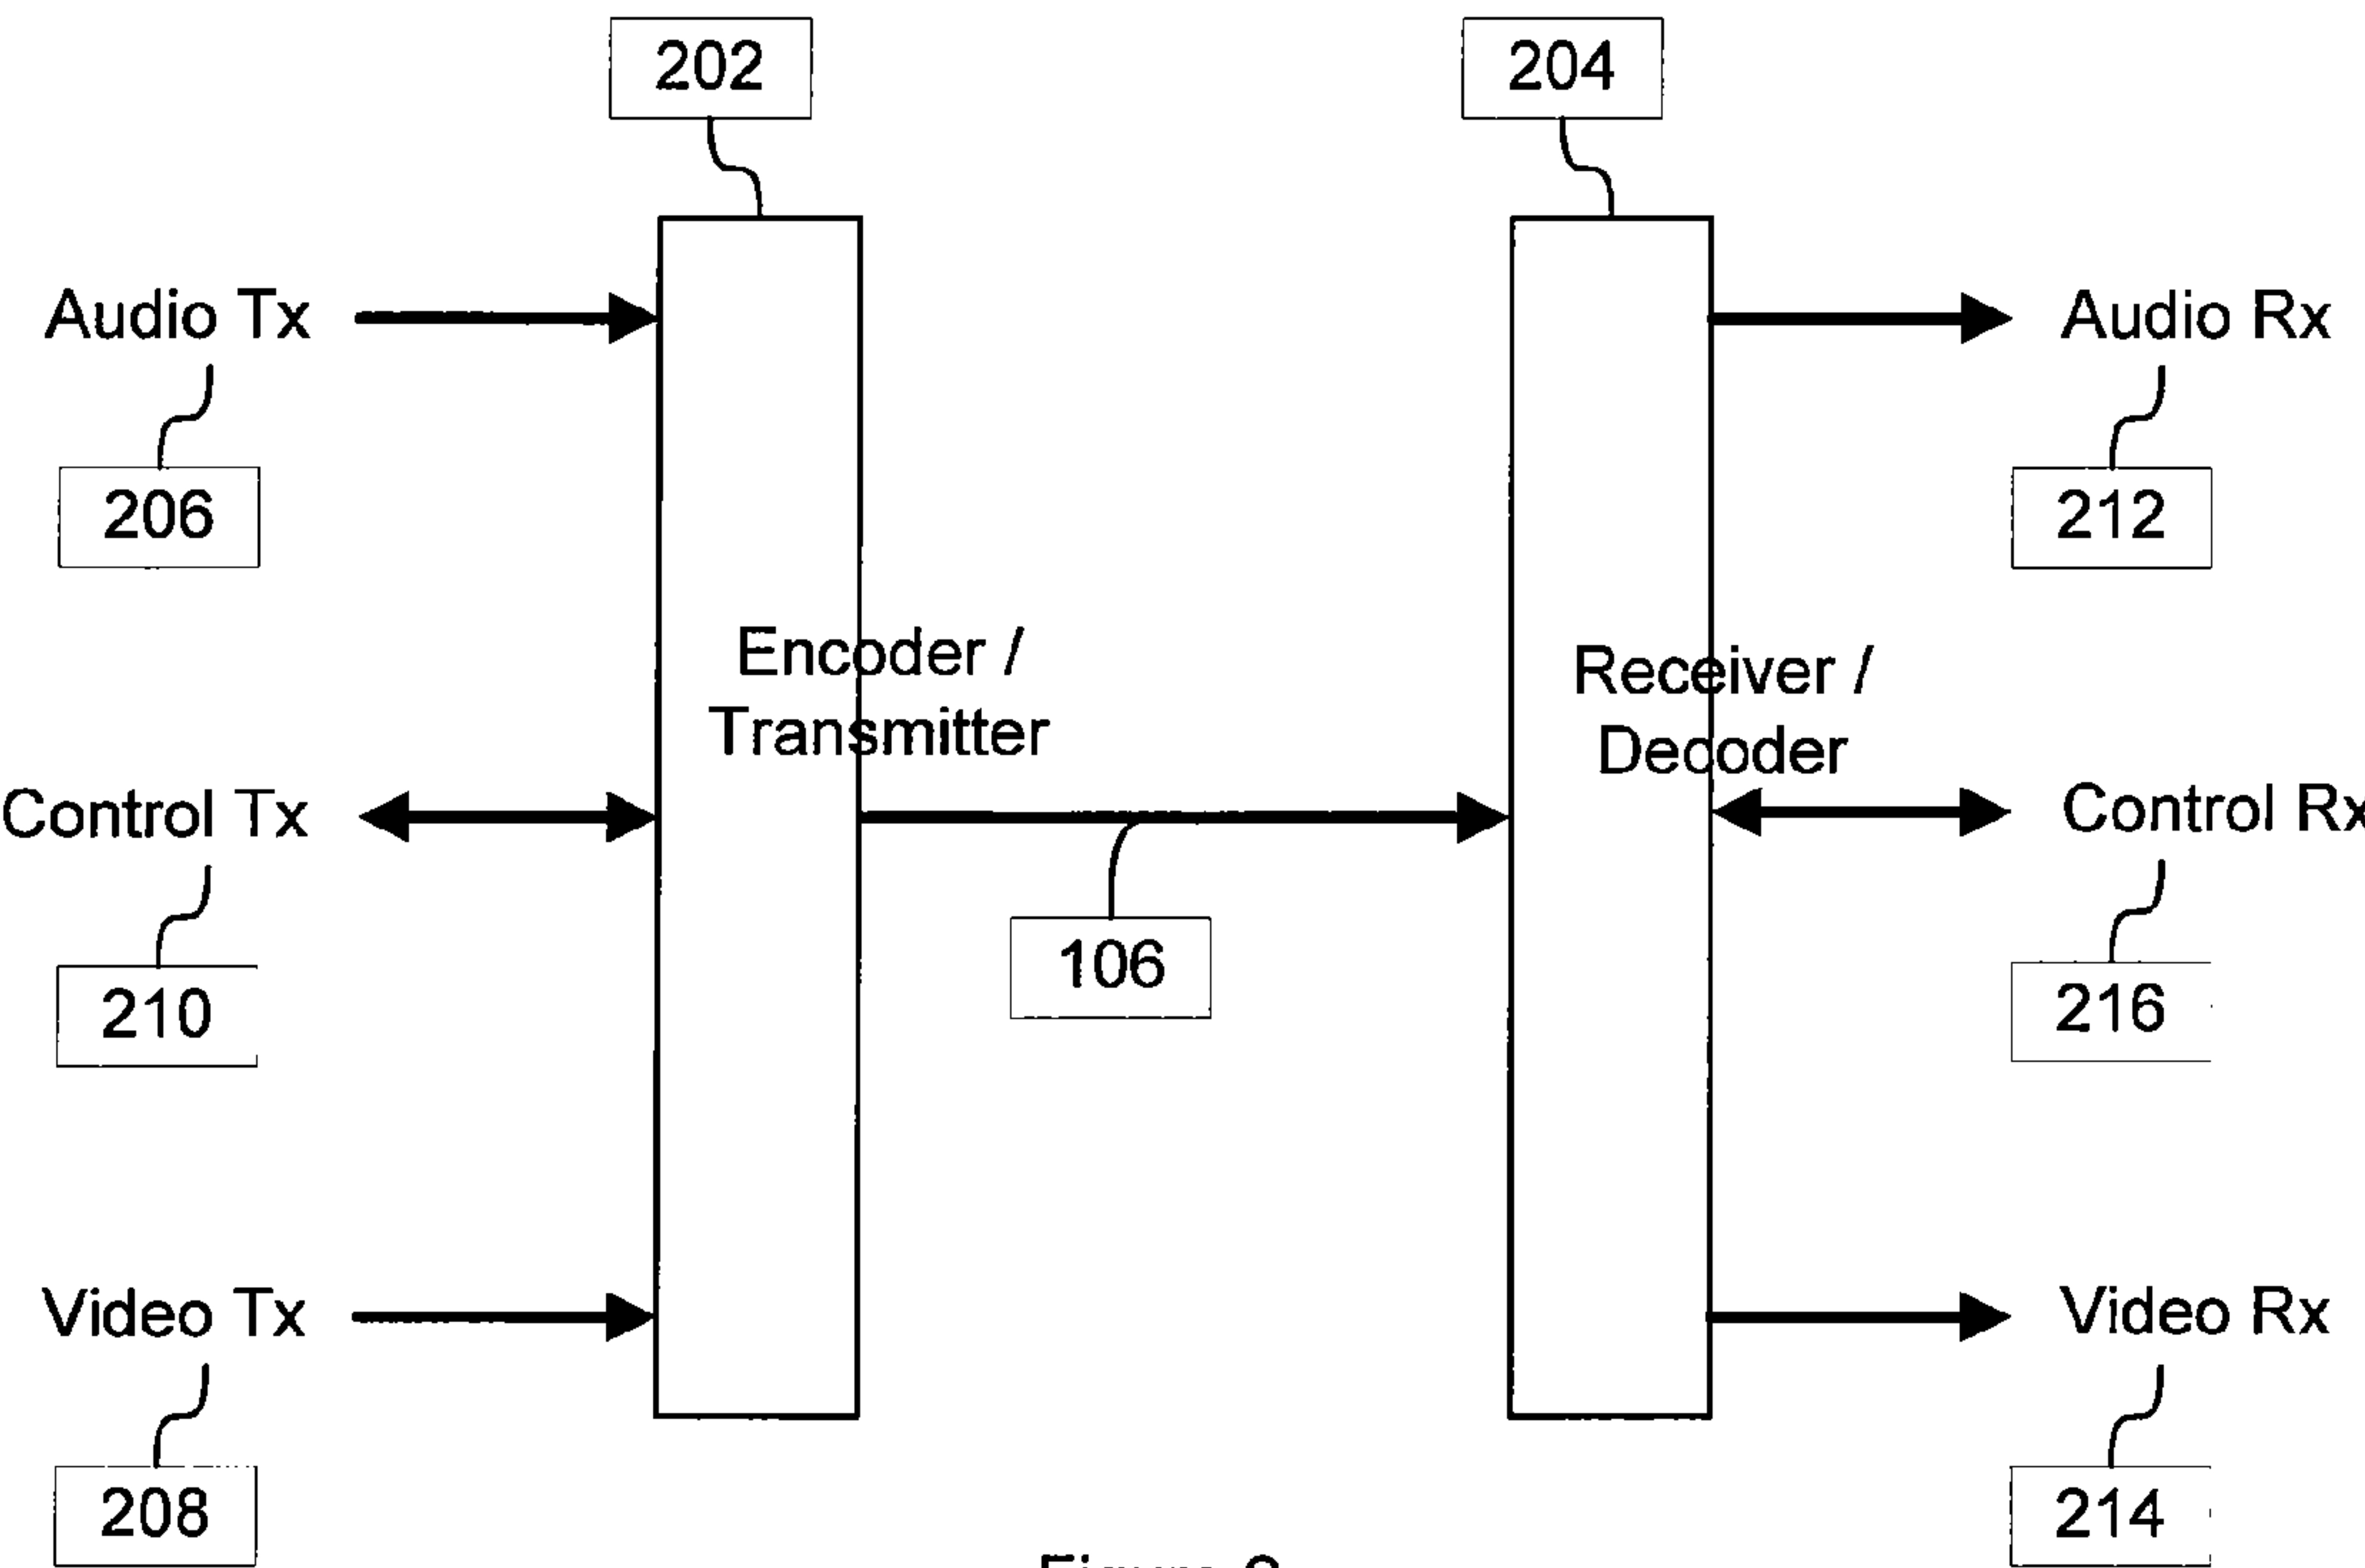 202
204
Audio Tx
Audio Rx
206
212
Encoder /
Transmitter
Receiver /
Decoder
Control Tx
Control Rx
106
210
216
Video Tx
Video Rx
208
214